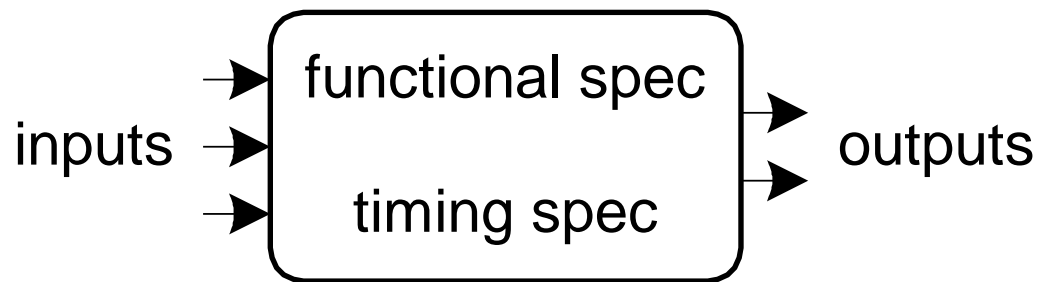 functional spec
inputs
outputs
timing spec